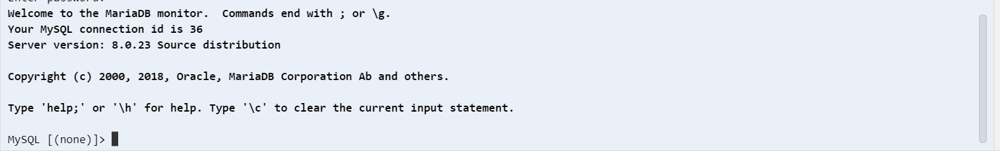 Enter password:
Welcome to the MariaDB monitor.  Commands end with ; or \g.
Your MySQL connection id is 36
Server version: 8.0.23 Source distribution
Copyright (c) 2000, 2018, Oracle, MariaDB Corporation Ab and others.
Type 'help;' or '\h' for help. Type '\c' to clear the current input statement.
MySQL [(none)]>